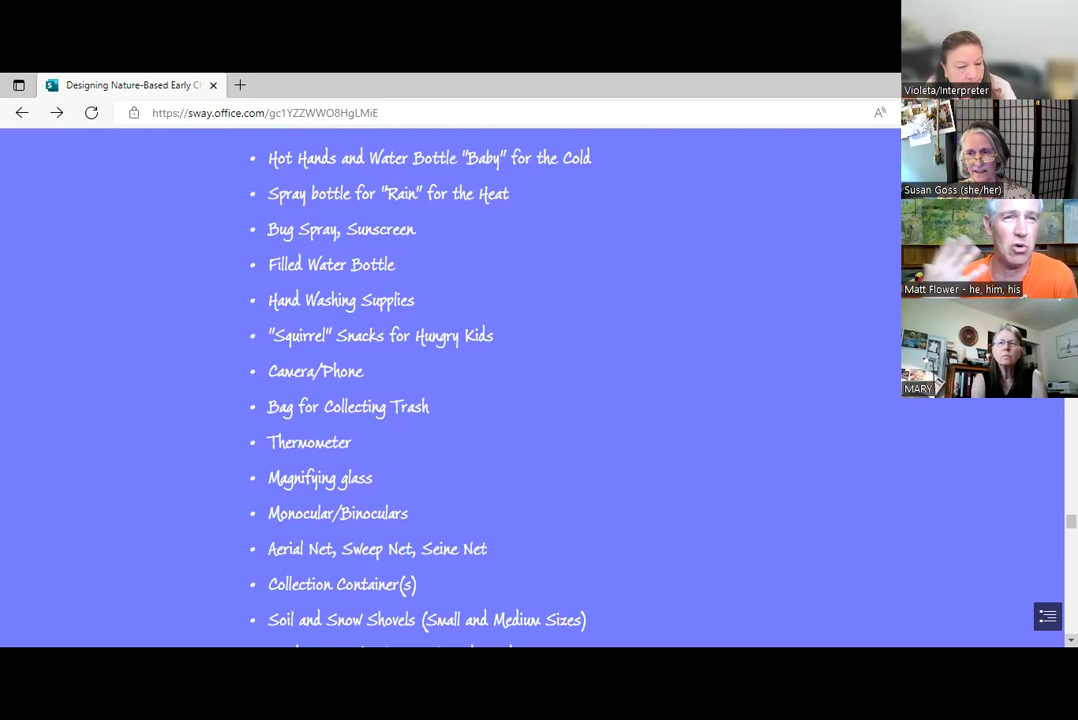 Designing Nature-Based Early C
https://sway.office.com/gc1YZZWWO8HgLMiE
• Hot Hands and Water Bottle "Baby" for the Cold
• Spray bottle for "Rain" for the Heat
• Bug Spray, Sunscreen
• Filled Water Bottle
• Hand Washing Supplies
• "Squirrel" Snacks for Hungry Kids
• Camera/Phone
• Bag for Collecting Trash
• Thermometer
• Magnifying glass
• Monocular/Binoculars
• Aerial Net, Sweep Net, Seine Net
• Collection Container(s)
• Soil and Snow Shovels (Small and Medium Sizes)
Violeta/Interpreter
Susan Goss (she/her)
Matt Flower - he, him, his
MARY